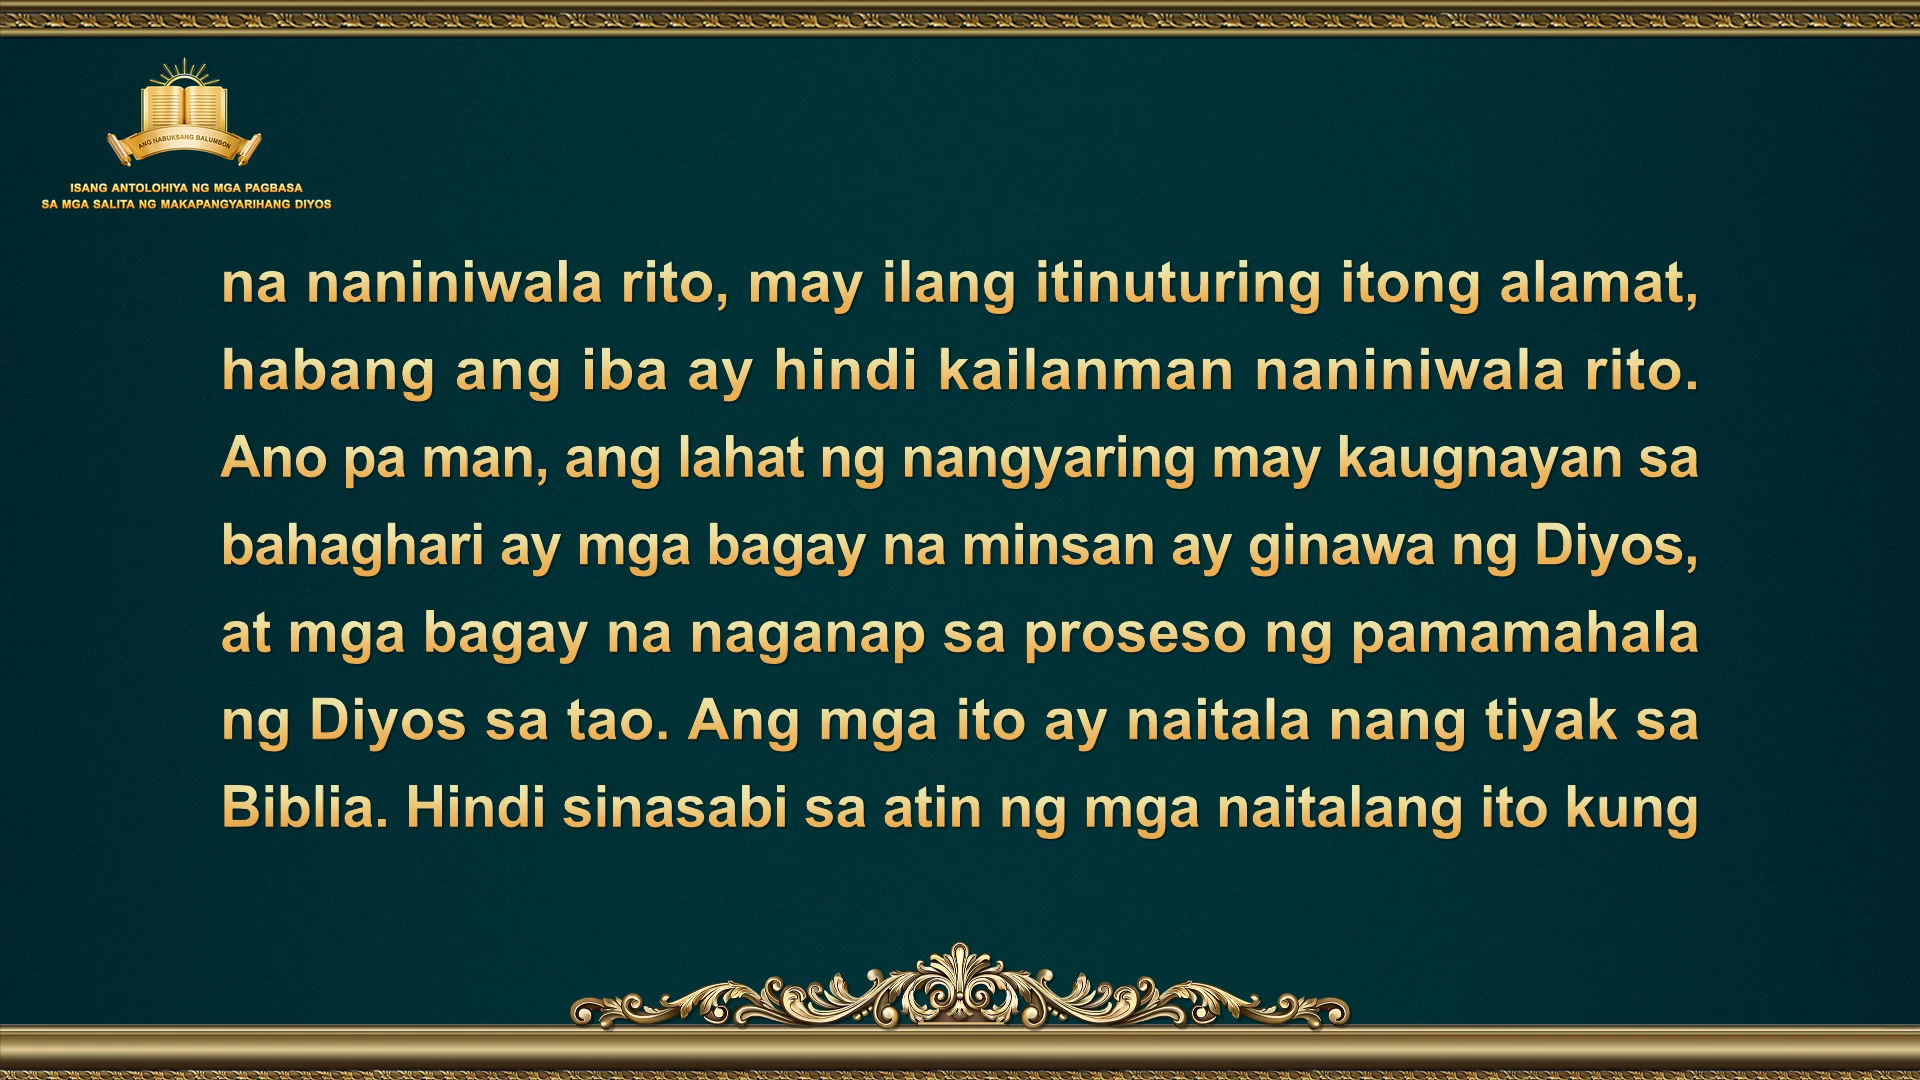 ANG NABUKSANG BALUMBON
ISANG ANTOLOHIYA NG MGA PAGBASA
SA MGA SALITA NG MAKAPANGYARIHANG DIYOS
na naniniwala rito, may ilang itinuturing itong alamat,
habang ang iba ay hindi kailanman naniniwala rito.
Ano pa man, ang lahat ng nangyaring may kaugnayan sa
bahaghari ay mga bagay na minsan ay ginawa ng Diyos,
at mga bagay na naganap sa proseso ng pamamahala
ng Diyos sa tao. Ang mga ito ay naitala nang tiyak sa
Biblia. Hindi sinasabi sa atin ng mga naitalang ito kung